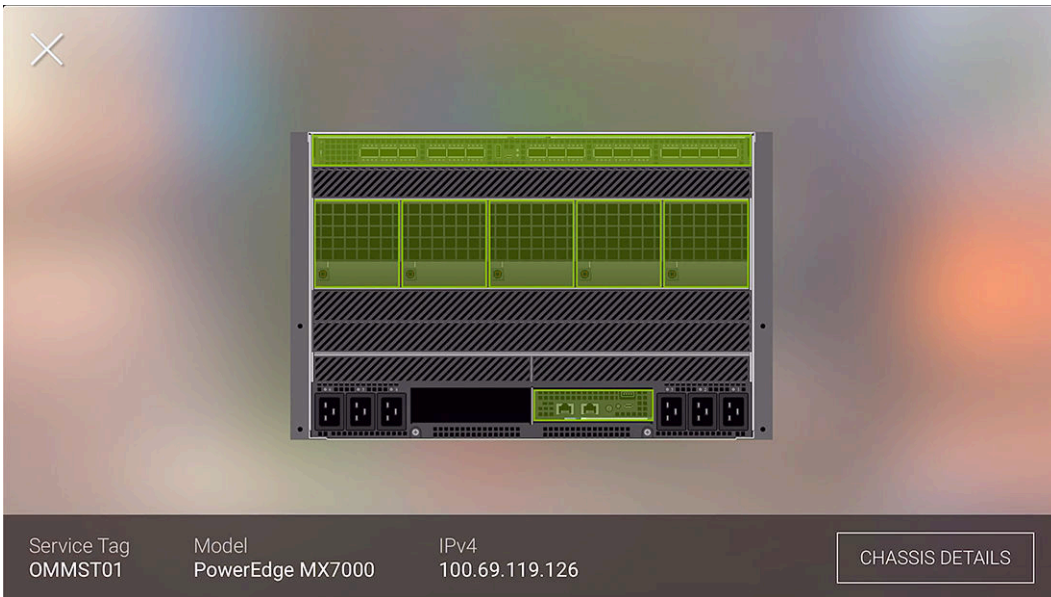 Service Tag
OMMST01
Model
PowerEdge MX7000
IPv4
100.69.119.126
CHASSIS DETAILS